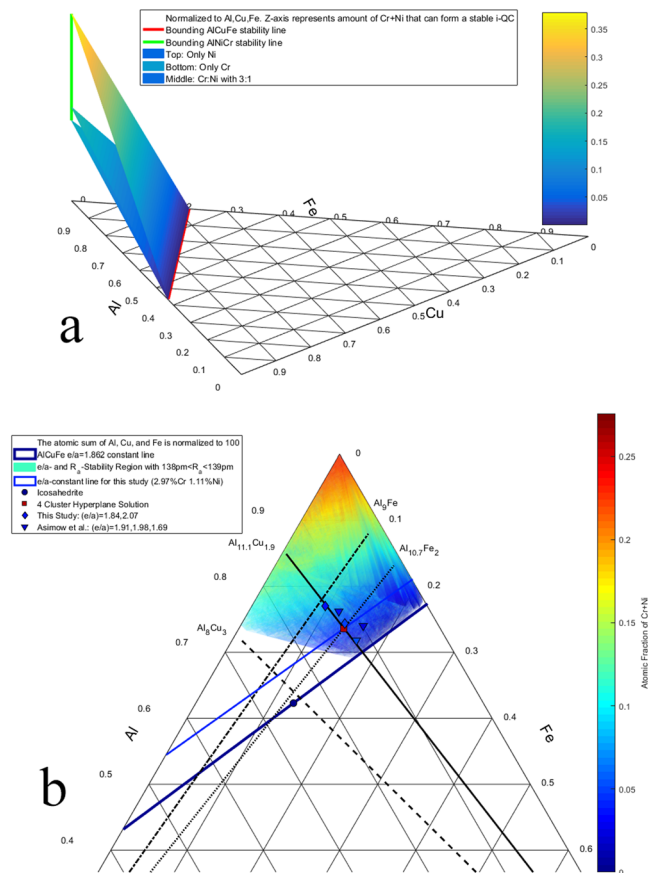 Normalized to Al,Cu,Fe. Z-axis represents amount of Cr+Ni that can form a stable i-QC
Bounding AlCuFe stability line
Bounding AlNiCr stability line
Top: Only Ni
Bottom: Only Cr
Middle: Cr:Ni with 3:1
0.35
0.3
0.25
0.2
0.15
0.1
0.05
0
0.3
0.4
0.5
0.6
0.7
0.8
0.9
0
Fe
0.9
0.8
0.7
0.6
0.5
0.4
0.3
0.2
0.1
0
Al
0.1
0.2
0.3
0.4
0.5
0.6
0.7
0.8
0.9
Cu
a
The atomic sum of Al, Cu, and Fe is normalized to 100
AlCuFe e/a=1.862 constant line
e/a- and Ra-Stability Region with 138pm<Ra<139pm
e/a-constant line for this study (2.97%Cr 1.11%Ni)
Icosahedrite
4 Cluster Hyperplane Solution
This Study: (e/a)=1.84,2.07
Asimow et al.: (e/a)=1.91,1.98,1.69
0
0.1
0.2
0.3
0.4
0.5
0.6
Fe
0.9
0.8
0.7
0.6
0.5
0.4
Al
Al9Fe
Al11.1Cu1.9
Al10.7Fe2
Al8Cu3
b
0.25
0.2
0.15
0.1
0.05
0
Atomic Fraction of Cr+Ni